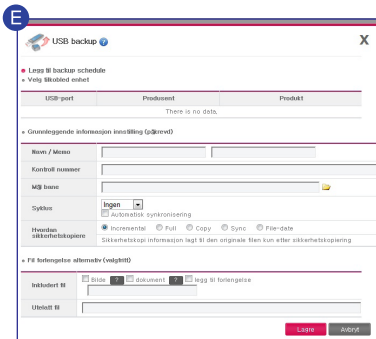 E
USB backup ?
X
Legg til backup schedule
» Velg tilkobled enhet
USB-port Produsent Produkt
There is no data.
» Grunnleggende informasjon innstilling (påkrevd)
Navn / Memo
Kontroll nummer
Mål bane
Syklus Ingen
Automatisk synkronisering
Hvordan sikkerhetskopiere Incremental Full Copy Sync File-date
Sikkerhetskopi informasjon lagt til den originale filen kun etter sikkerhetskopiering
» Fil forlengelse alternativ (valgfritt)
Inkludert fil Bilde ? dokument ? legg til forlengelse
Utelatt fil
Lagre Avbryt